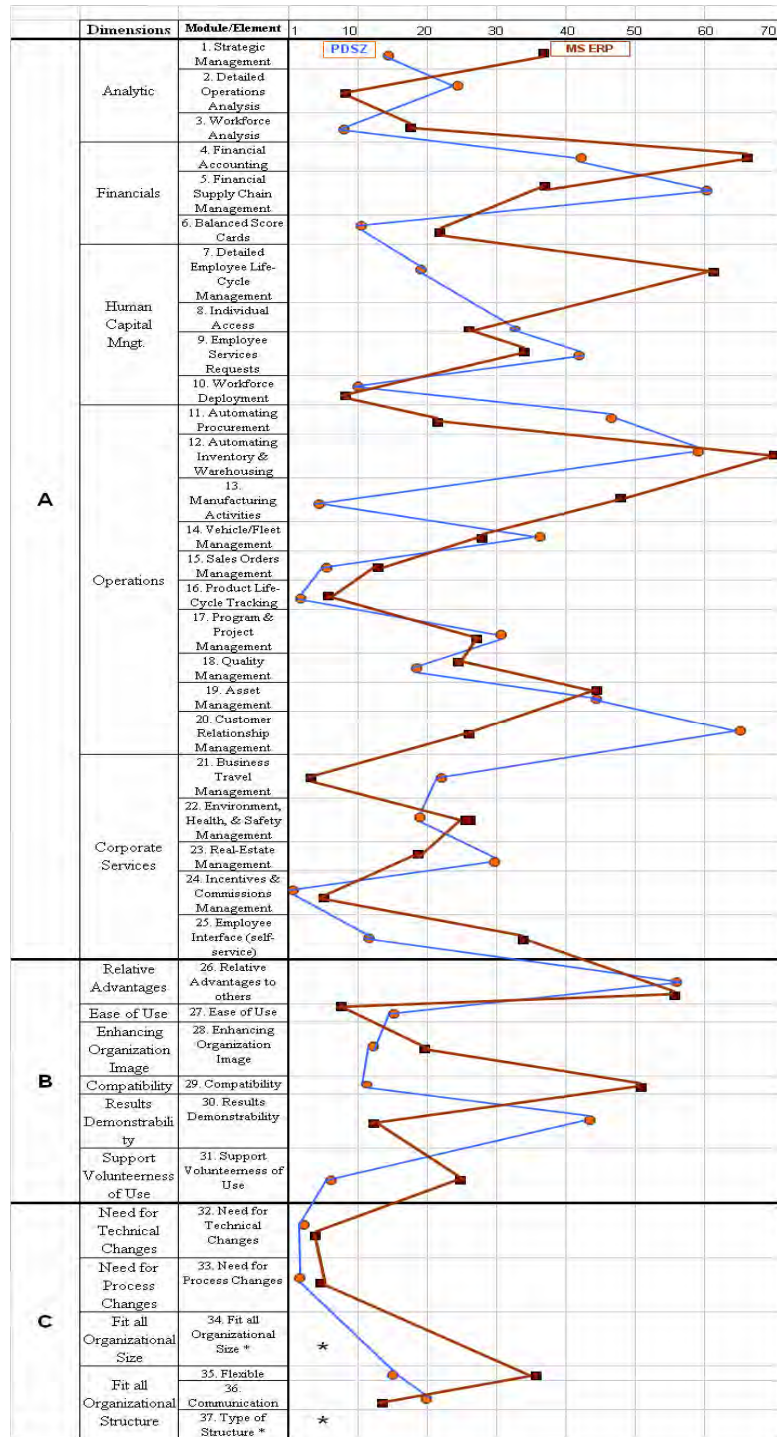 Dimensions Module/Element 1 10 20 30 40 50 60 70
PDSZ MS ERP
A
Analytic
1. Strategic
Management
2. Detailed
Operations
Analysis
3. Workforce
Analysis
Financials
4. Financial
Accounting
5. Financial
Supply Chain
Management
6. Balanced Score
Cards
Human
Capital
Mngt.
7. Detailed
Employee Life-
Cycle
Management
8. Individual
Access
9. Employee
Services
Requests
10. Workforce
Deployment
Operations
11. Automating
Procurement
12. Automating
Inventory &
Warehousing
13.
Manufacturing
Activities
14. Vehicle/Fleet
Management
15. Sales Orders
Management
16. Product Life-
Cycle Tracking
17. Program &
Project
Management
18. Quality
Management
19. Asset
Management
20. Customer
Relationship
Management
Corporate
Services
21. Business
Travel
Management
22. Environment,
Health, & Safety
Management
23. Real-Estate
Management
24. Incentives &
Commissions
Management
25. Employee
Interface (self-
service)
B
Relative
Advantages
26. Relative
Advantages to
others
Ease of Use
27. Ease of Use
Enhancing
Organization
Image
28. Enhancing
Organization
Image
Compatibility
29. Compatibility
Results
Demonstrabili
ty
30. Results
Demonstrability
Support
Volunteerness
of Use
31. Support
Volunteerness of
Use
C
Need for
Technical
Changes
32. Need for
Technical
Changes
Need for
Process
Changes
33. Need for
Process Changes
Fit all
Organizational
Size
34. Fit all
Organizational
Size *
*
Fit all
Organizational
Structure
35. Flexible
36.
Communication
37. Type of
Structure *
*